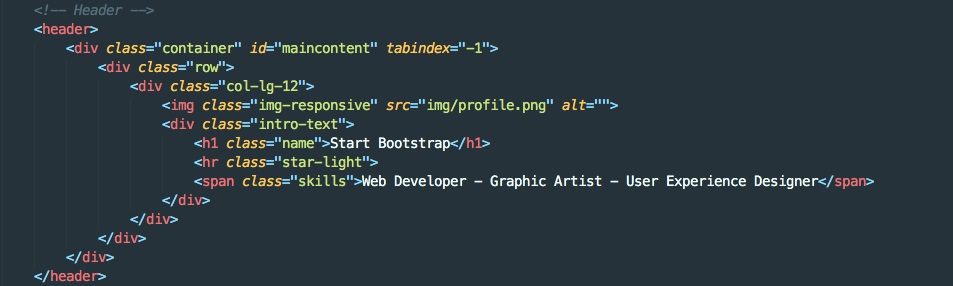 <!-- Header -->
<header>
<div class="container" id="maincontent" tabindex="-1">
<div class="row">
<div class="col-lg-12">
<img class="img-responsive" src="img/profile.png" alt="">
<div class="intro-text">
<h1 class="name">Start Bootstrap</h1>
<hr class="star-light">
<span class="skills">Web Developer - Graphic Artist - User Experience Designer</span>
</div>
</div>
</div>
</div>
</header>